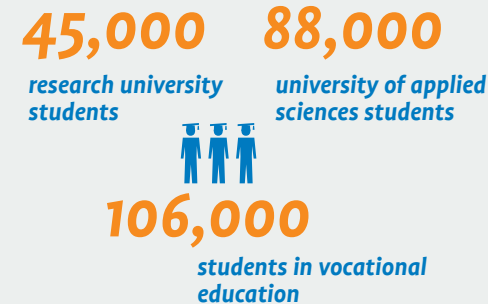 45,000
research university
students
88,000
university of applied
sciences students
106,000
students in vocational
education